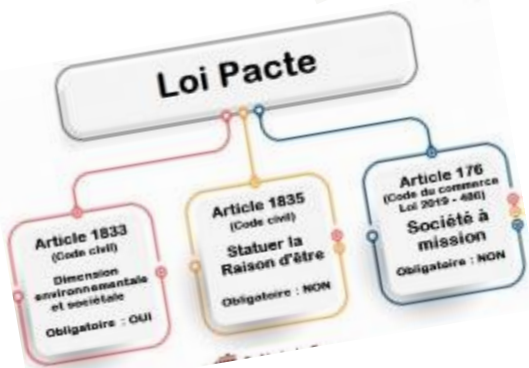 Loi Pacte
Article 1833
(Code civil)
Dimension
environnementale
et sociétale
Obligatoire : OUI
Article 1835
(Code civil)
Statuer la
Raison d'être
Obligatoire : NON
Article 176
(Code du commerce
Loi 2019 - 486)
Société à
mission
Obligatoire : NON